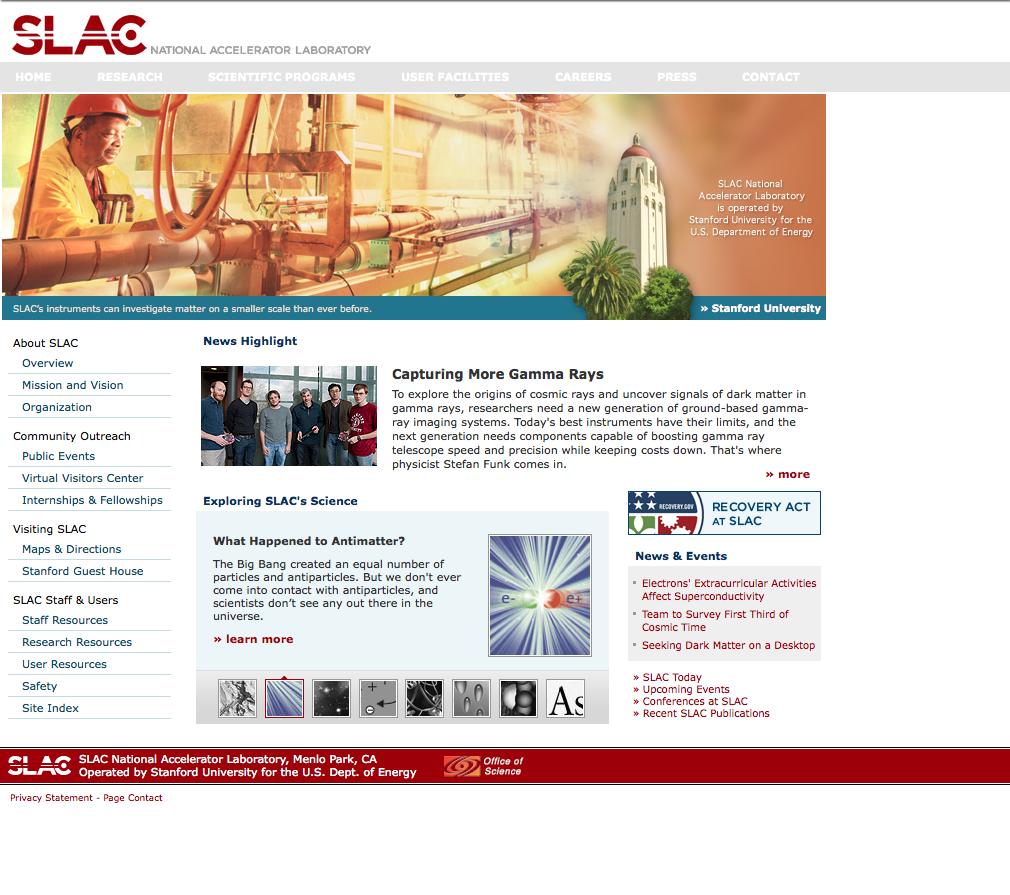 SLAC NATIONAL ACCELERATOR LABORATORY
HOME RESEARCH SCIENTIFIC PROGRAMS USER FACILITIES CAREERS PRESS CONTACT
SLAC National
Accelerator Laboratory
is operated by
Stanford University for the
U.S. Department of Energy
SLAC's instruments can investigate matter on a smaller scale than ever before.
» Stanford University
About SLAC
Overview
Mission and Vision
Organization
Community Outreach
Public Events
Virtual Visitors Center
Internships & Fellowships
Visiting SLAC
Maps & Directions
Stanford Guest House
SLAC Staff & Users
Staff Resources
Research Resources
User Resources
Safety
Site Index
News Highlight
Capturing More Gamma Rays
To explore the origins of cosmic rays and uncover signals of dark matter in
gamma rays, researchers need a new generation of ground-based gamma-
ray imaging systems. Today's best instruments have their limits, and the
next generation needs components capable of boosting gamma ray
telescope speed and precision while keeping costs down. That's where
physicist Stefan Funk comes in.
» more
Exploring SLAC's Science
What Happened to Antimatter?
The Big Bang created an equal number of
particles and antiparticles. But we don't ever
come into contact with antiparticles, and
scientists don’t see any out there in the
universe.
» learn more
e- e+
As
RECOVERY.GOV
RECOVERY ACT
AT SLAC
News & Events
Electrons' Extracurricular Activities
Affect Superconductivity
Team to Survey First Third of
Cosmic Time
Seeking Dark Matter on a Desktop
» SLAC Today
» Upcoming Events
» Conferences at SLAC
» Recent SLAC Publications
SLAC
SLAC National Accelerator Laboratory, Menlo Park, CA
Operated by Stanford University for the U.S. Dept. of Energy
Office of
Science
Privacy Statement - Page Contact